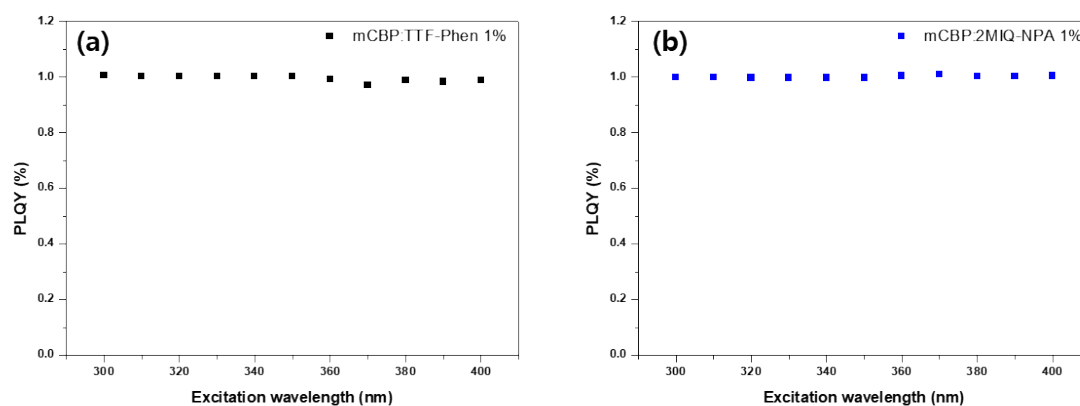 (a)
mCBP:TTF-Phen 1%
PLQY (%)
1.2
1.0
0.8
0.6
0.4
0.2
0.0
300 320 340 360 380 400
Excitation wavelength (nm)
(b)
mCBP:2MIQ-NPA 1%
PLQY (%)
1.2
1.0
0.8
0.6
0.4
0.2
0.0
300 320 340 360 380 400
Excitation wavelength (nm)